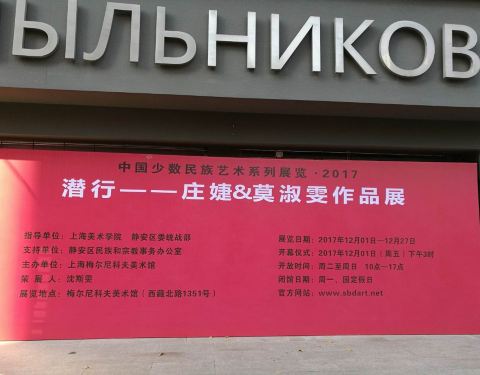 ЫЛЬНИКОВ
中国少数民族艺术系列展览·2017
潜行——庄婕&莫淑雯作品展
指导单位：上海美术学院 静安区委统战部
支持单位：静安区民族和宗教事务办公室
主办单位：上海梅尔尼科夫美术馆
策 展 人：沈斯雯
展览地点：梅尔尼科夫美术馆（西藏北路1351号）
展览日期：2017年12月01日—12月27日
开幕仪式：2017年12月01日（周五）下午3时
开放时间：周二至周日 10点—17点
闭馆日期：周一、国定假日
官方网站：www.sbdart.net